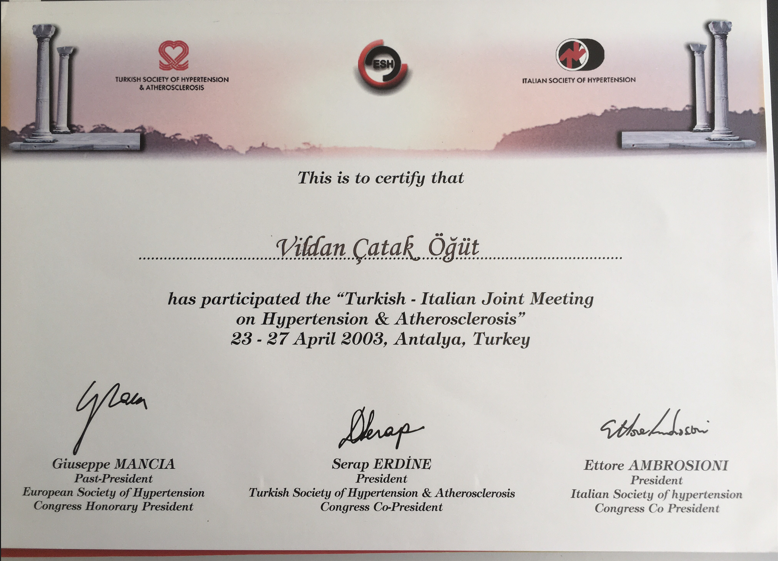 TURKISH SOCIETY OF HYPERTENSION
& ATHEROSCLEROSIS
ESH
ITALIAN SOCIETY OF HYPERTENSION
This is to certify that
Vildan Çatak Öğüt
has participated the “Turkish - Italian Joint Meeting
on Hypertension & Atherosclerosis”
23 - 27 April 2003, Antalya, Turkey
Giuseppe MANCIA
Past-President
European Society of Hypertension
Congress Honorary President
Serap ERDİNE
President
Turkish Society of Hypertension & Atherosclerosis
Congress Co-President
Ettore AMBROSIONI
President
Italian Society of hypertension
Congress Co President